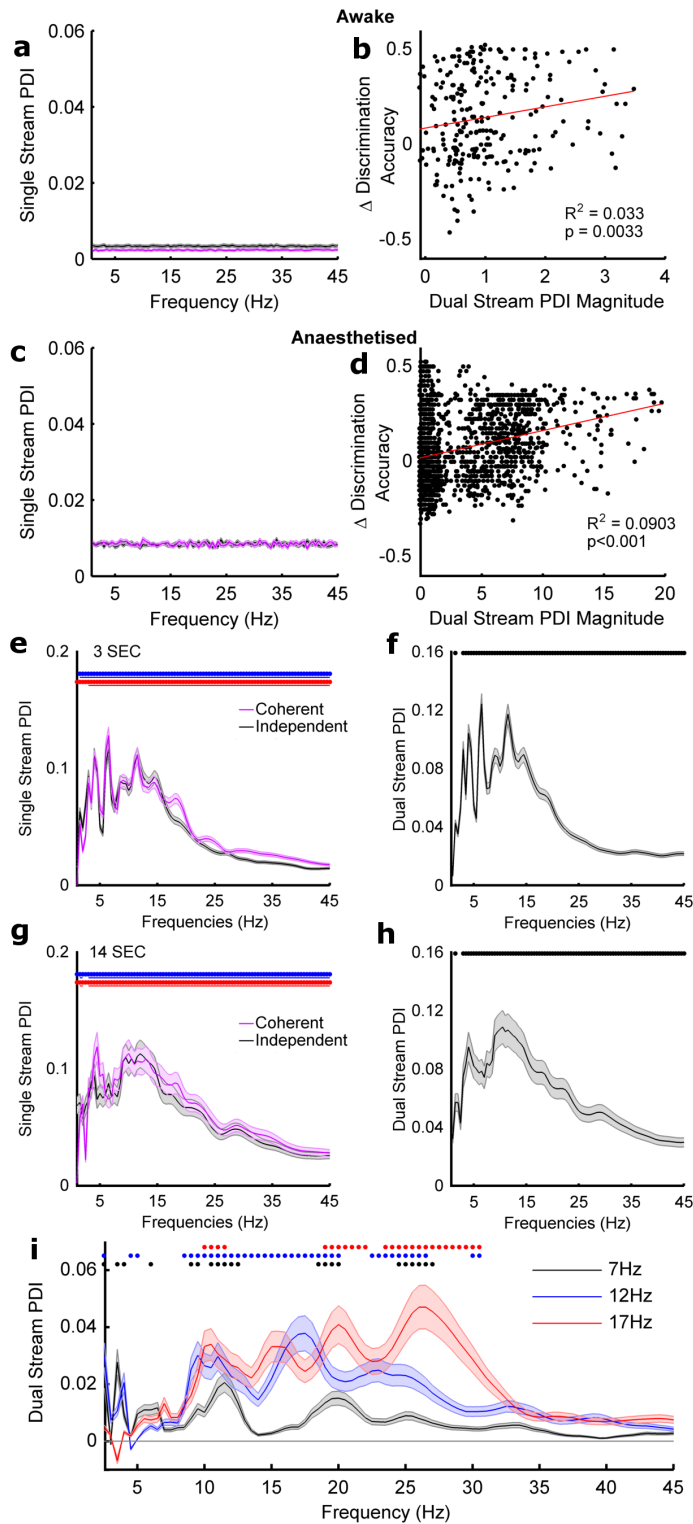 Awake
a
0.06
0.04
0.02
0
Single Stream PDI
5 15 25 35 45
Frequency (Hz)
b
0.5
0
-0.5
Δ Discrimination
Accuracy
R² = 0.033
p = 0.0033
0 1 2 3 4
Dual Stream PDI Magnitude
Anaesthetised
c
0.06
0.04
0.02
0
Single Stream PDI
5 15 25 35 45
Frequency (Hz)
d
0.5
0
-0.5
Δ Discrimination
Accuracy
R² = 0.0903
p<0.001
0 5 10 15 20
Dual Stream PDI Magnitude
e
3 SEC
0.2
0.1
0
Single Stream PDI
Coherent
Independent
5 15 25 35 45
Frequencies (Hz)
f
0.16
0.12
0.08
0.04
0
Dual Stream PDI
5 15 25 35 45
Frequencies (Hz)
g
14 SEC
0.2
0.1
0
Single Stream PDI
Coherent
Independent
5 15 25 35 45
Frequencies (Hz)
h
0.16
0.12
0.08
0.04
0
Dual Stream PDI
5 15 25 35 45
Frequencies (Hz)
i
0.06
0.04
0.02
0
Dual Stream PDI
7Hz
12Hz
17Hz
5 10 15 20 25 30 35 40 45
Frequency (Hz)